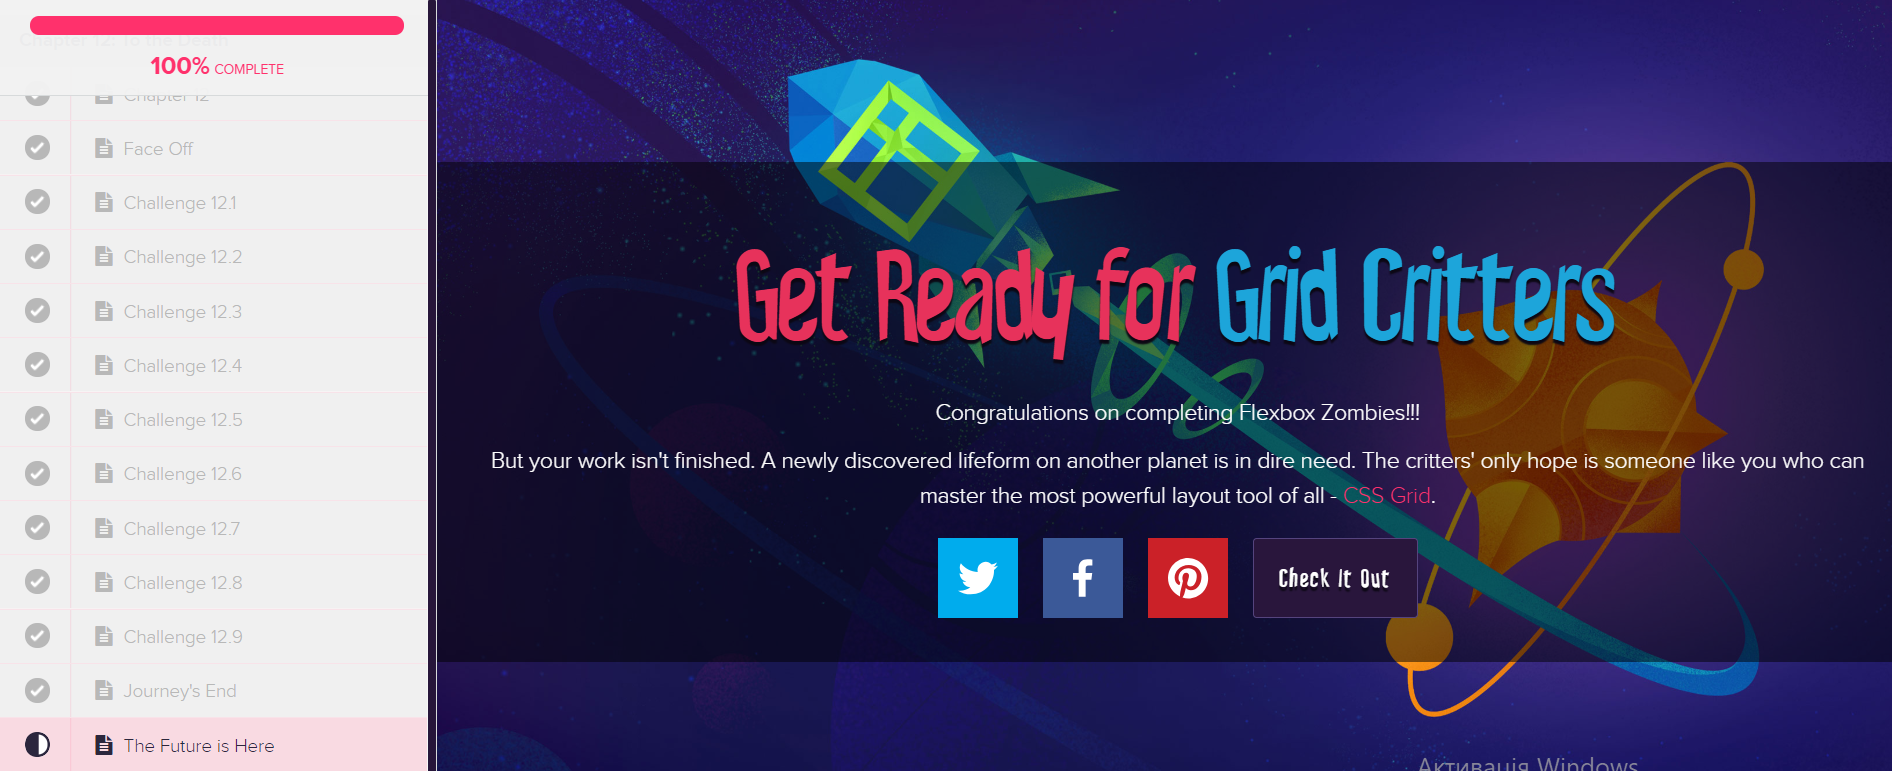 Chapter 12: To the Death
100% COMPLETE
Chapter 12
Face Off
Challenge 12.1
Challenge 12.2
Challenge 12.3
Challenge 12.4
Challenge 12.5
Challenge 12.6
Challenge 12.7
Challenge 12.8
Challenge 12.9
Journey's End
The Future is Here
Get Ready for Grid Critters
Congratulations on completing Flexbox Zombies!!!
But your work isn't finished. A newly discovered lifeform on another planet is in dire need. The critters' only hope is someone like you who can
master the most powerful layout tool of all - CSS Grid.
Check It Out
Активація Windows